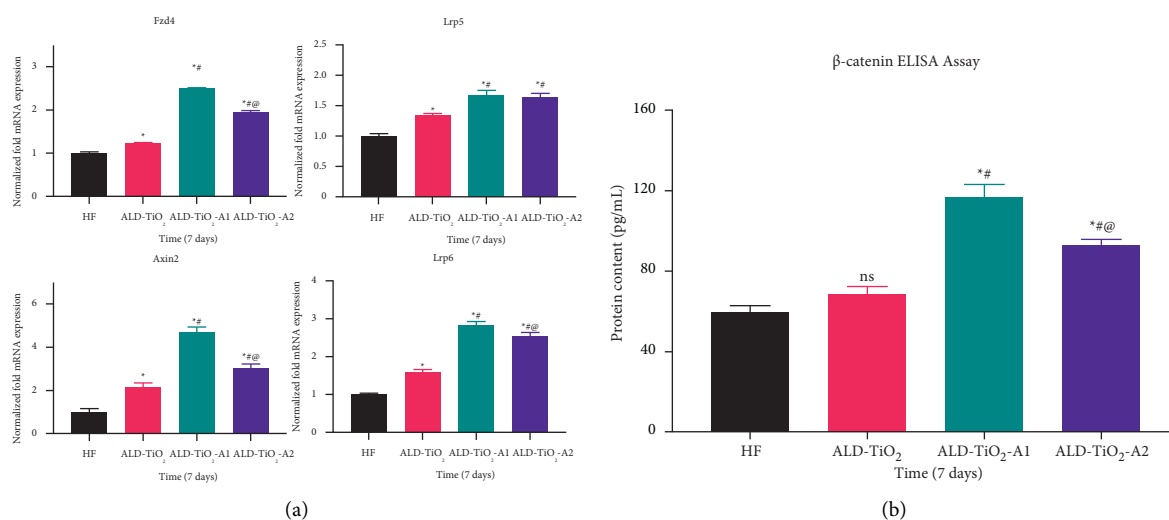 Fzd4
Normalized fold mRNA expression
3
2
1
0
*
*#
*#@
HF
ALD-TiO₂
ALD-TiO₂-A1
ALD-TiO₂-A2
Time (7 days)
Lrp5
Normalized fold mRNA expression
2.5
2.0
1.5
1.0
0.5
0
*
*#
*#
HF
ALD-TiO₂
ALD-TiO₂-A1
ALD-TiO₂-A2
Time (7 days)
Axin2
Normalized fold mRNA expression
6
4
2
0
*
*#
*#@
HF
ALD-TiO₂
ALD-TiO₂-A1
ALD-TiO₂-A2
Time (7 days)
Lrp6
Normalized fold mRNA expression
4
3
2
1
0
*
*#
*#@
HF
ALD-TiO₂
ALD-TiO₂-A1
ALD-TiO₂-A2
Time (7 days)
(a)
β-catenin ELISA Assay
Protein content (pg/mL)
160
120
80
40
0
ns
*#
*#@
HF
ALD-TiO₂
ALD-TiO₂-A1
ALD-TiO₂-A2
Time (7 days)
(b)